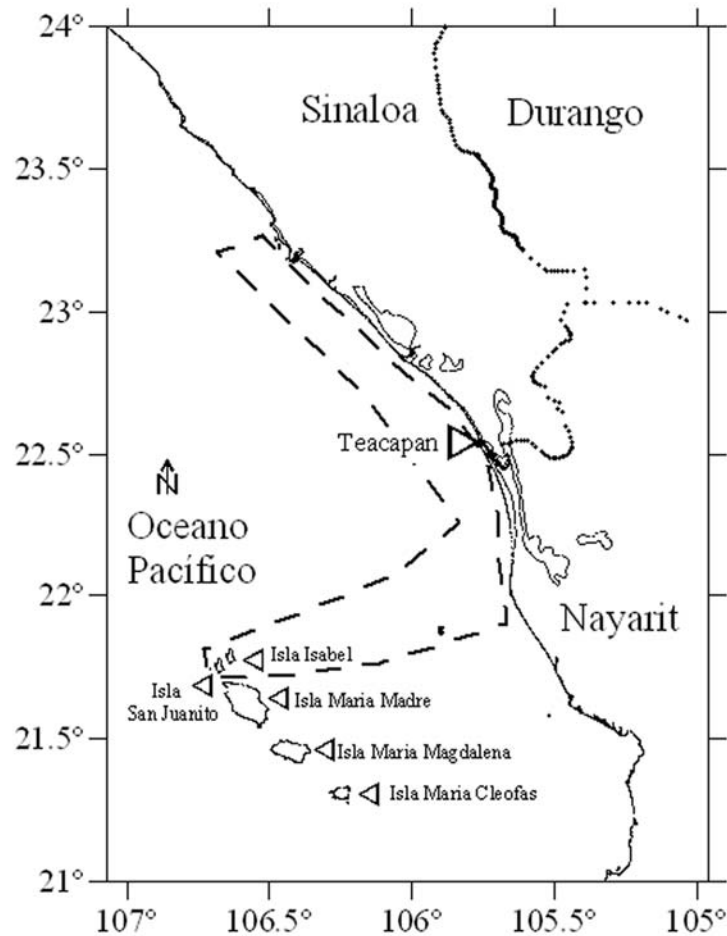 24°
Sinaloa
Durango
23.5°
23°
Teacapan
22.5°
N
Oceano
Pacífico
22°
Nayarit
Isla Isabel
Isla
San Juanito
Isla Maria Madre
21.5°
Isla Maria Magdalena
Isla Maria Cleofas
21°
107° 106.5° 106° 105.5° 105°